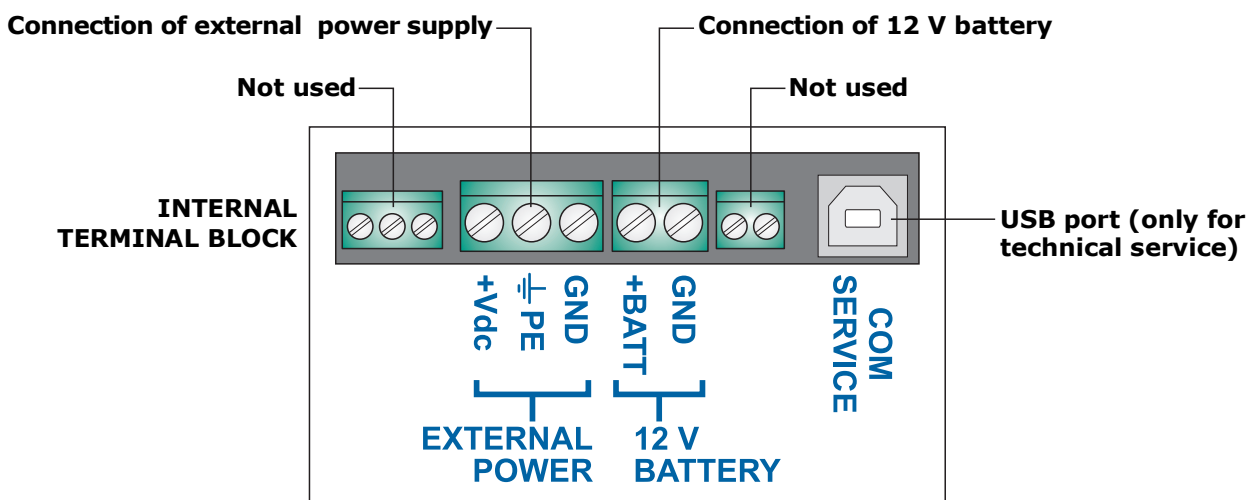 Connection of external  power supply
Connection of 12 V battery
Not used
Not used
INTERNAL
TERMINAL BLOCK
USB port (only for
technical service)
+Vdc
PE
GND
+BATT
GND
COM
SERVICE
EXTERNAL
POWER
12 V
BATTERY